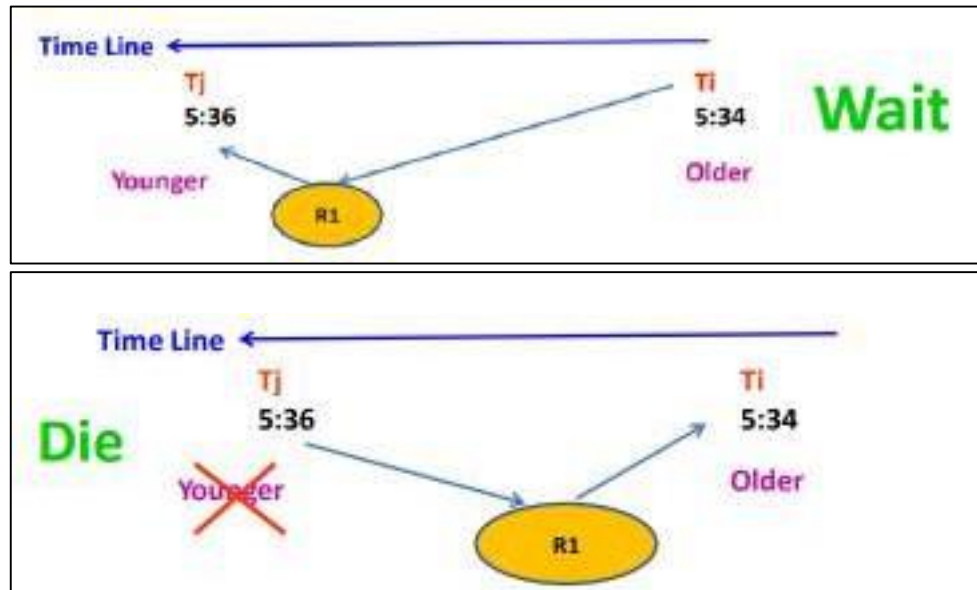 Time Line
Tj Ti
5:36 5:34
Wait
Younger Older
R1
Time Line
Tj Ti
5:36 5:34
Die
Younger Older
R1